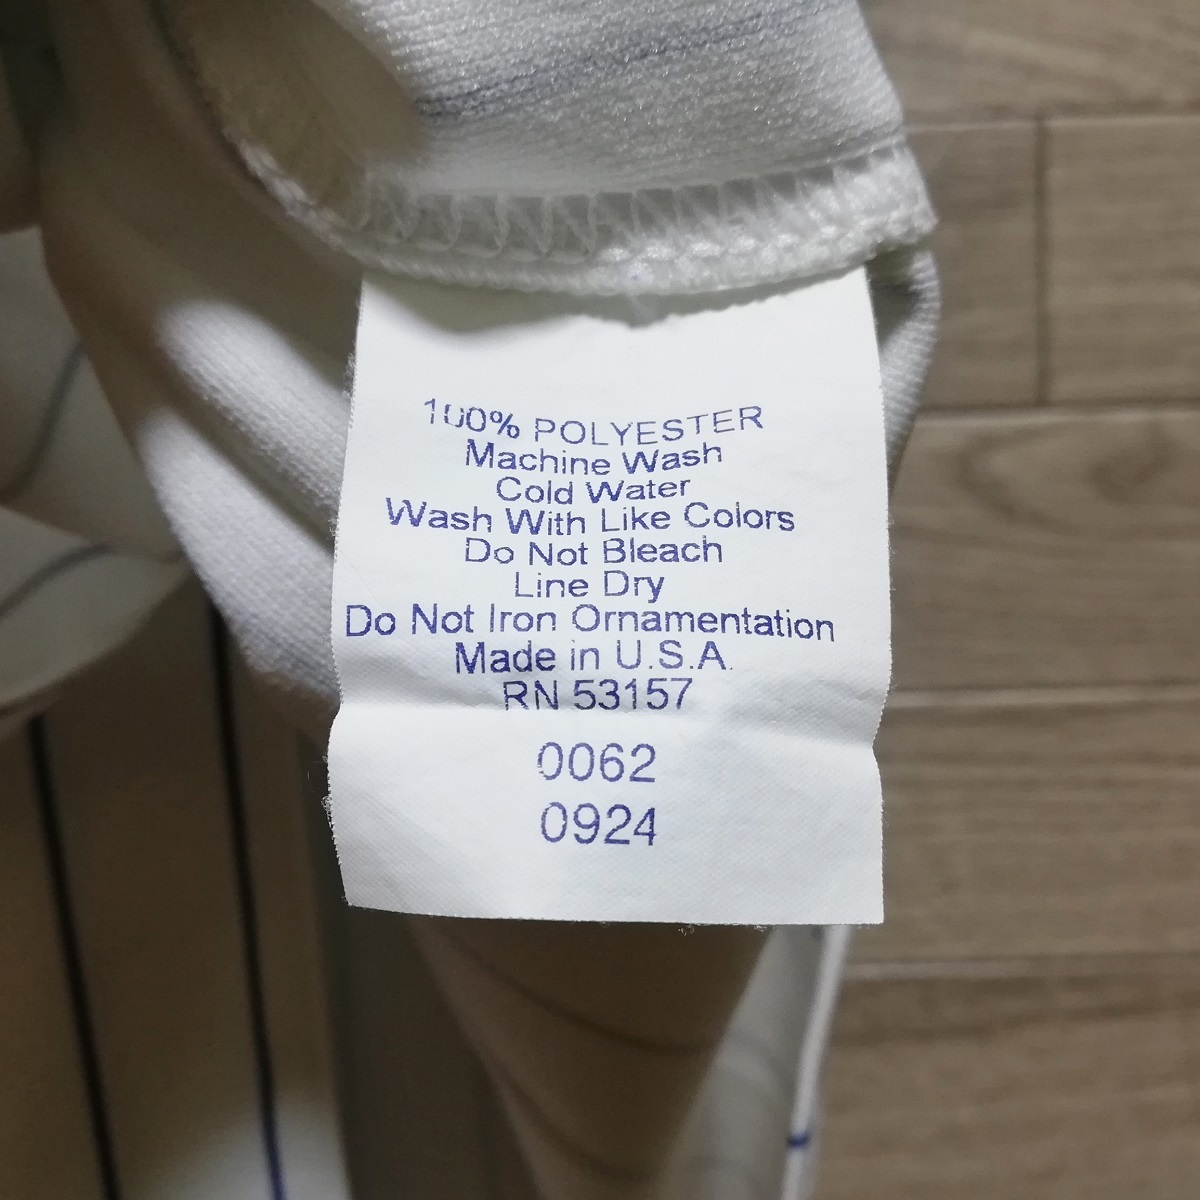 100% POLYESTER
Machine Wash
Cold Water
Wash With Like Colors
Do Not Bleach
Line Dry
Do Not Iron Ornamentation
Made in U.S.A.
RN 53157
0062
0924